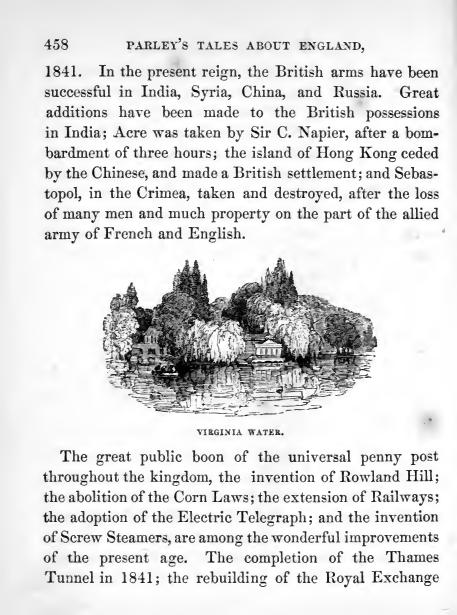 458 PARLEY'S TALES ABOUT ENGLAND,
1841. In the present reign, the British arms have been
successful in India, Syria, China, and Russia. Great
additions have been made to the British possessions
in India; Acre was taken by Sir C. Napier, after a bom-
bardment of three hours; the island of Hong Kong ceded
by the Chinese, and made a British settlement; and Sebas-
topol, in the Crimea, taken and destroyed, after the loss
of many men and much property on the part of the allied
army of French and English.
VIRGINIA WATER.
The great public boon of the universal penny post
throughout the kingdom, the invention of Rowland Hill;
the abolition of the Corn Laws; the extension of Railways;
the adoption of the Electric Telegraph; and the invention
of Screw Steamers, are among the wonderful improvements
of the present age. The completion of the Thames
Tunnel in 1841; the rebuilding of the Royal Exchange